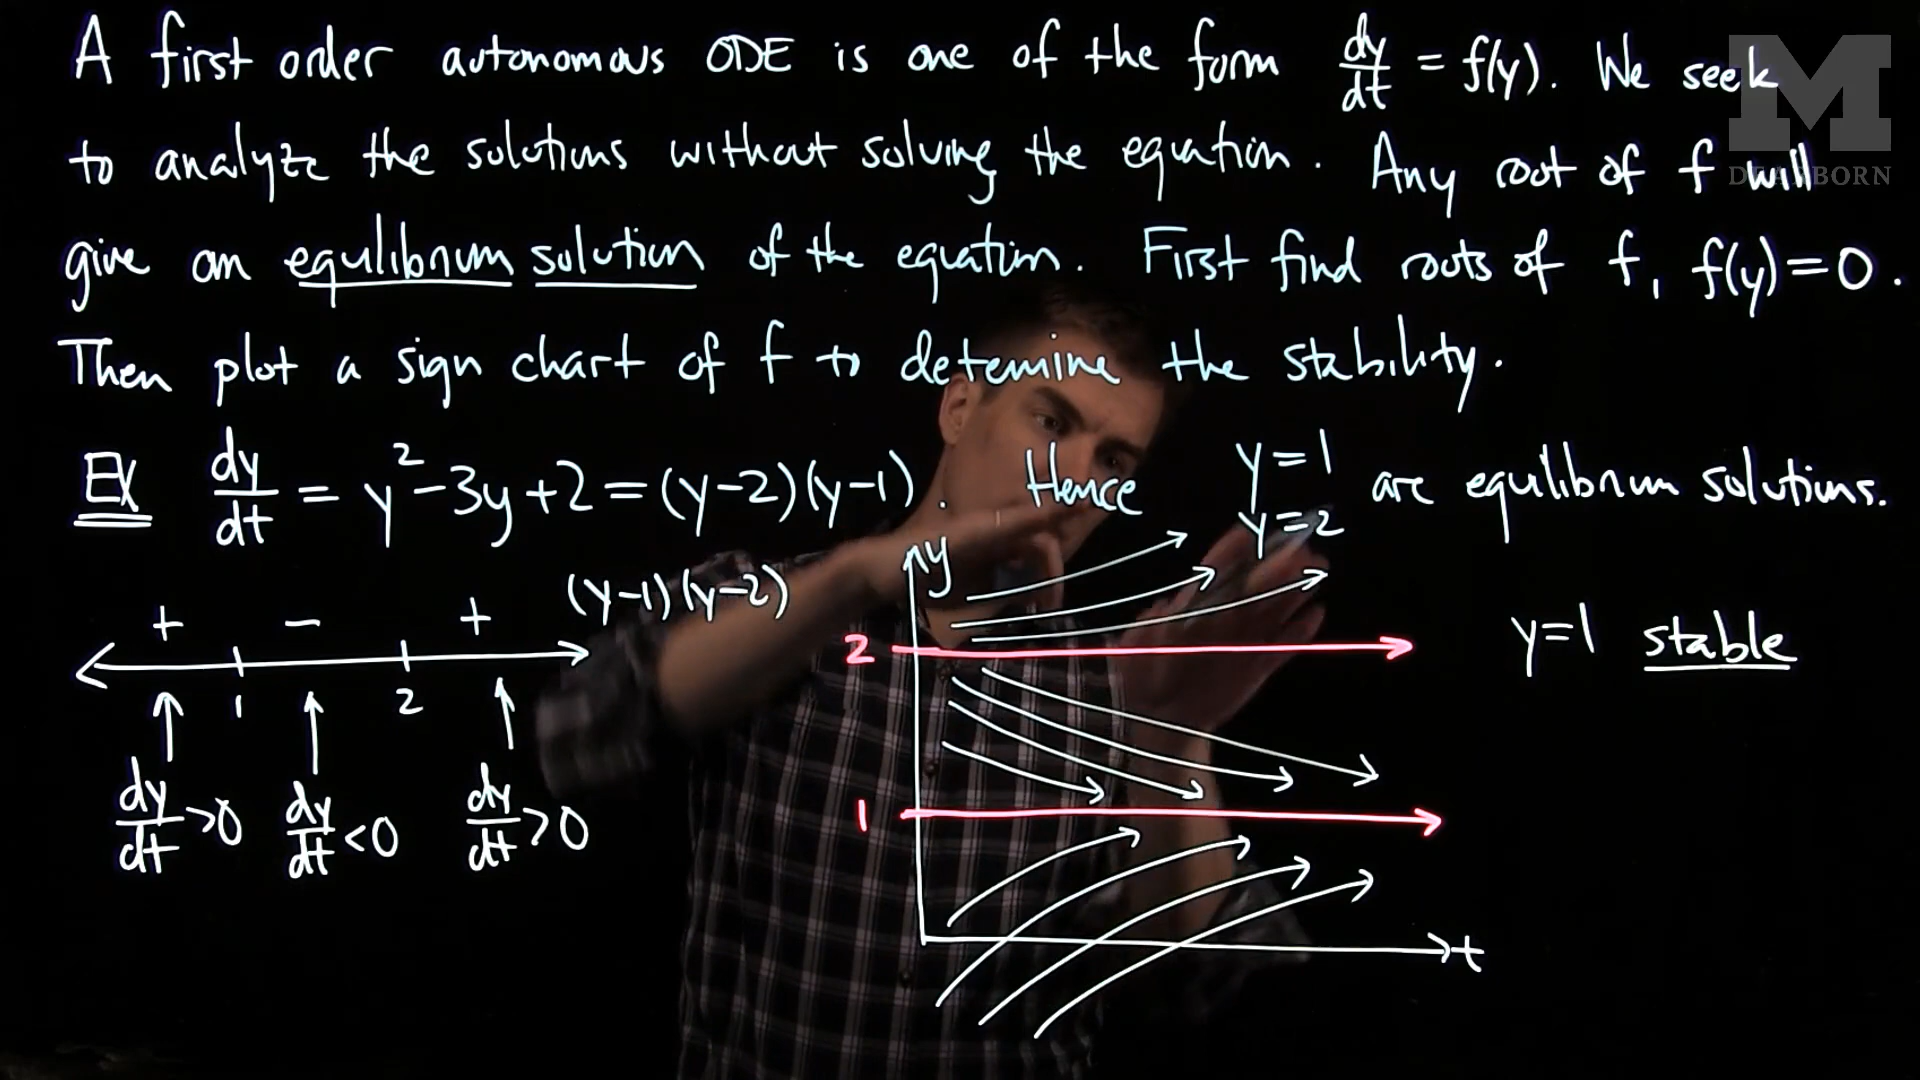 A first order autonomous ODE is one of the form dy/dt = f(y). We seek
to analyze the solutions without solving the equation. Any root of f will
give an equlibrium solution of the equation. First find roots of f, f(y)=0.
Then plot a sign chart of f to detemine the stability.
EX dy/dt = y²-3y+2=(y-2)(y-1). Hence y=1 y=2 are equilibrium solutions.
+ - + (y-1)(y-2)
1 2
dy/dt>0 dy/dt<0 dy/dt>0
y
2
1
t
y=1 stable
M
DEARBORN